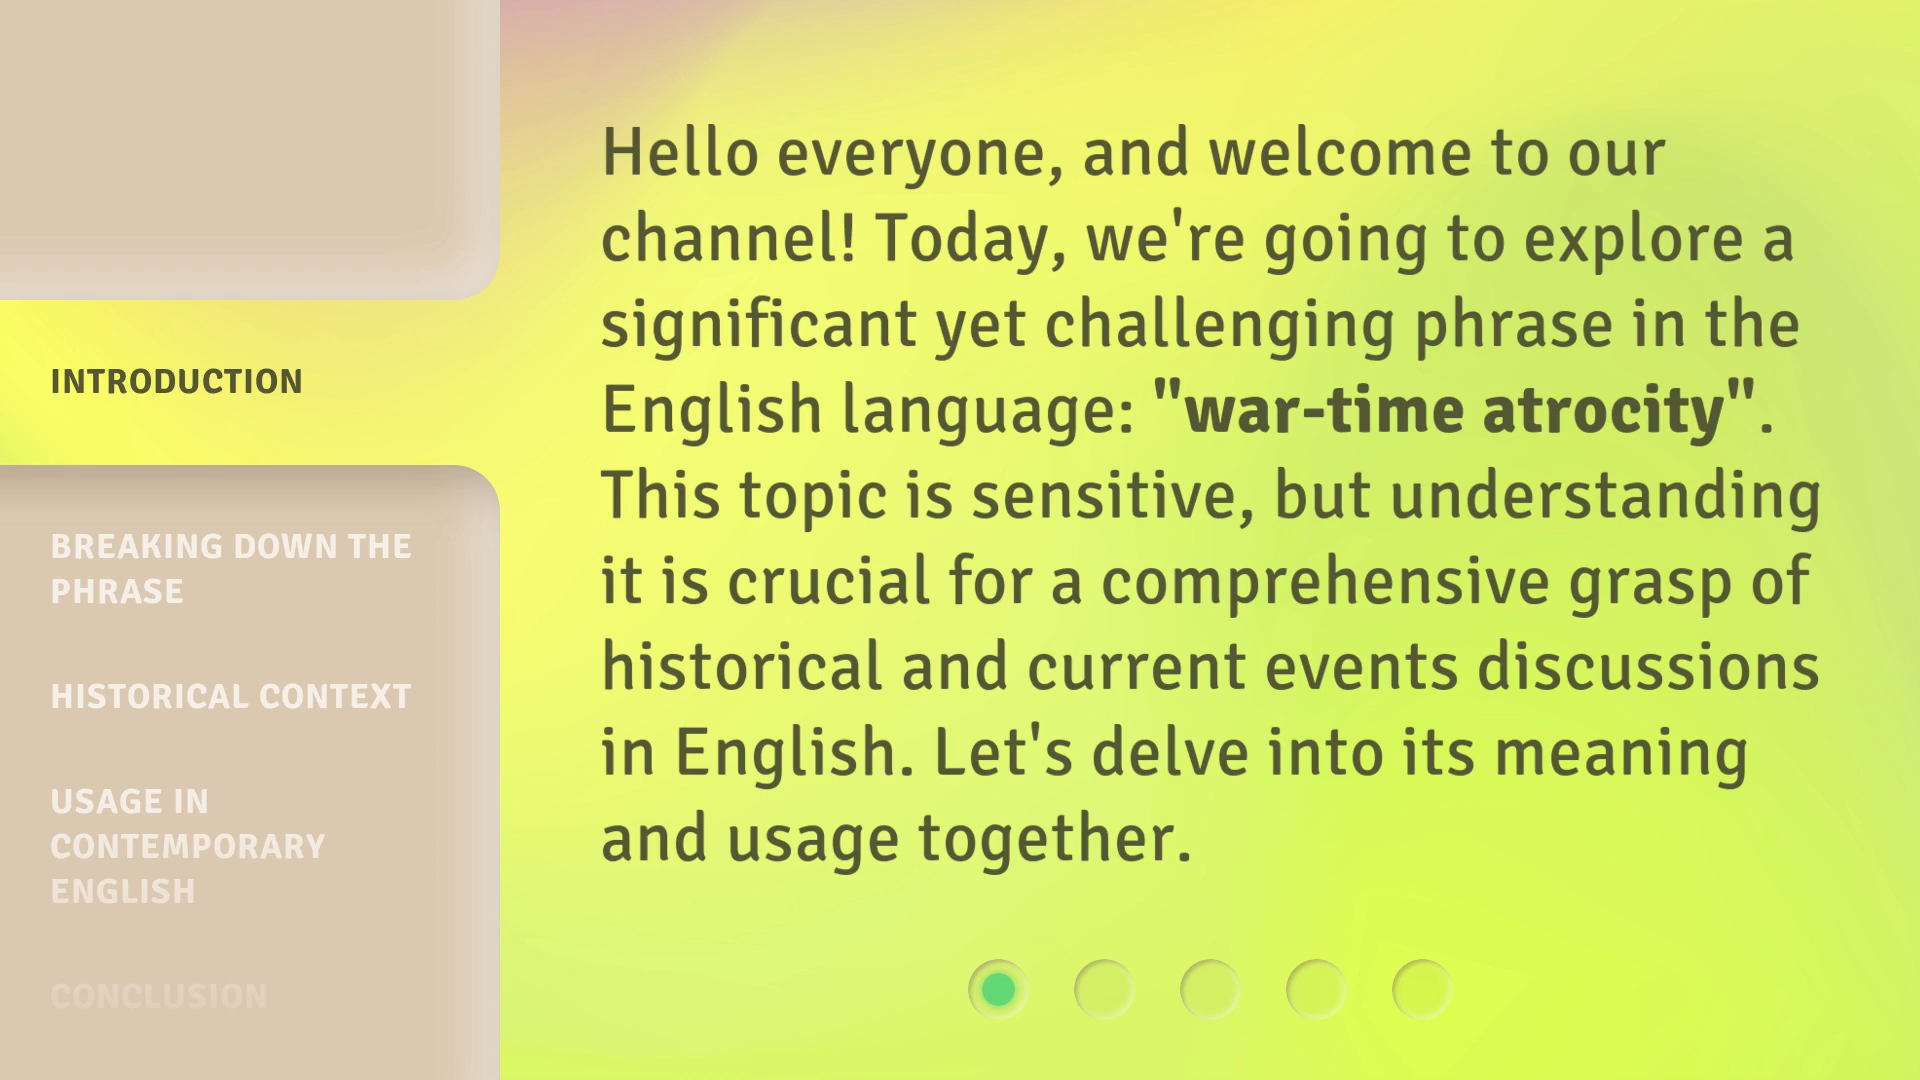 INTRODUCTION
BREAKING DOWN THE
PHRASE
HISTORICAL CONTEXT
USAGE IN
CONTEMPORARY
ENGLISH
CONCLUSION
Hello everyone, and welcome to our
channel! Today, we're going to explore a
significant yet challenging phrase in the
English language: "war-time atrocity".
This topic is sensitive, but understanding
it is crucial for a comprehensive grasp of
historical and current events discussions
in English. Let's delve into its meaning
and usage together.